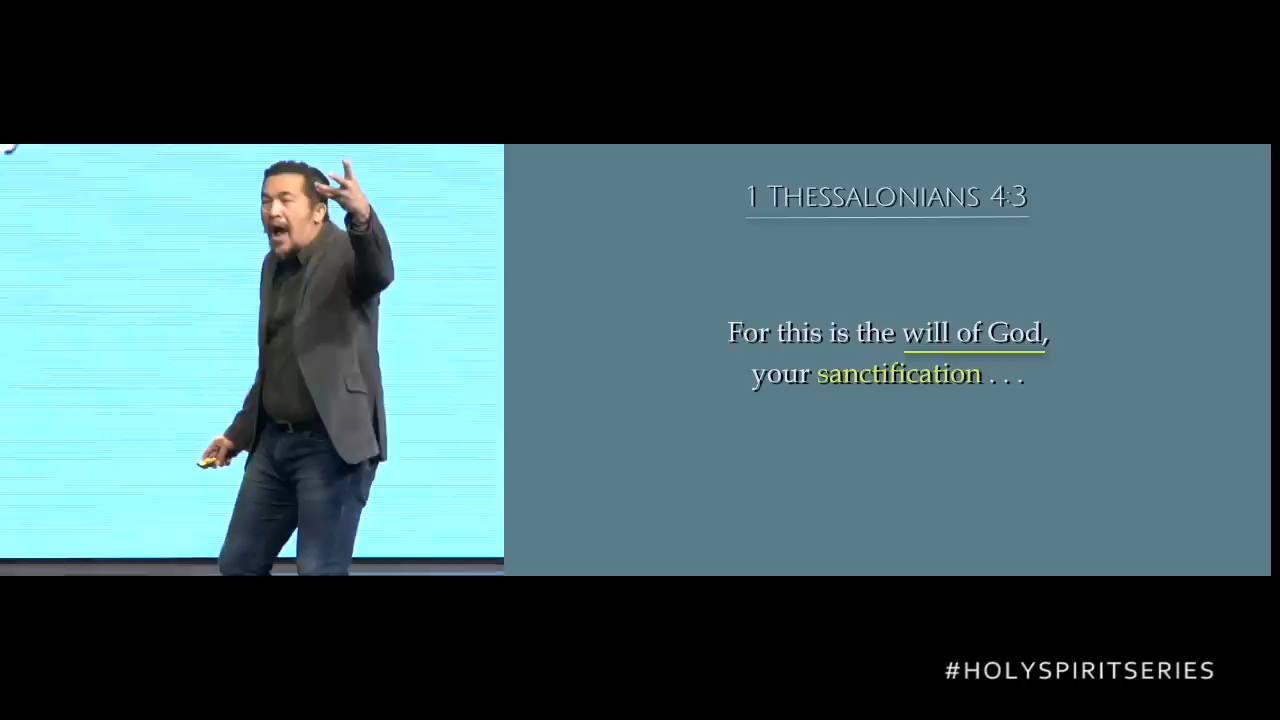 1 THESSALONIANS 4:3
For this is the will of God,
your sanctification . . .
#HOLYSPIRITSERIES